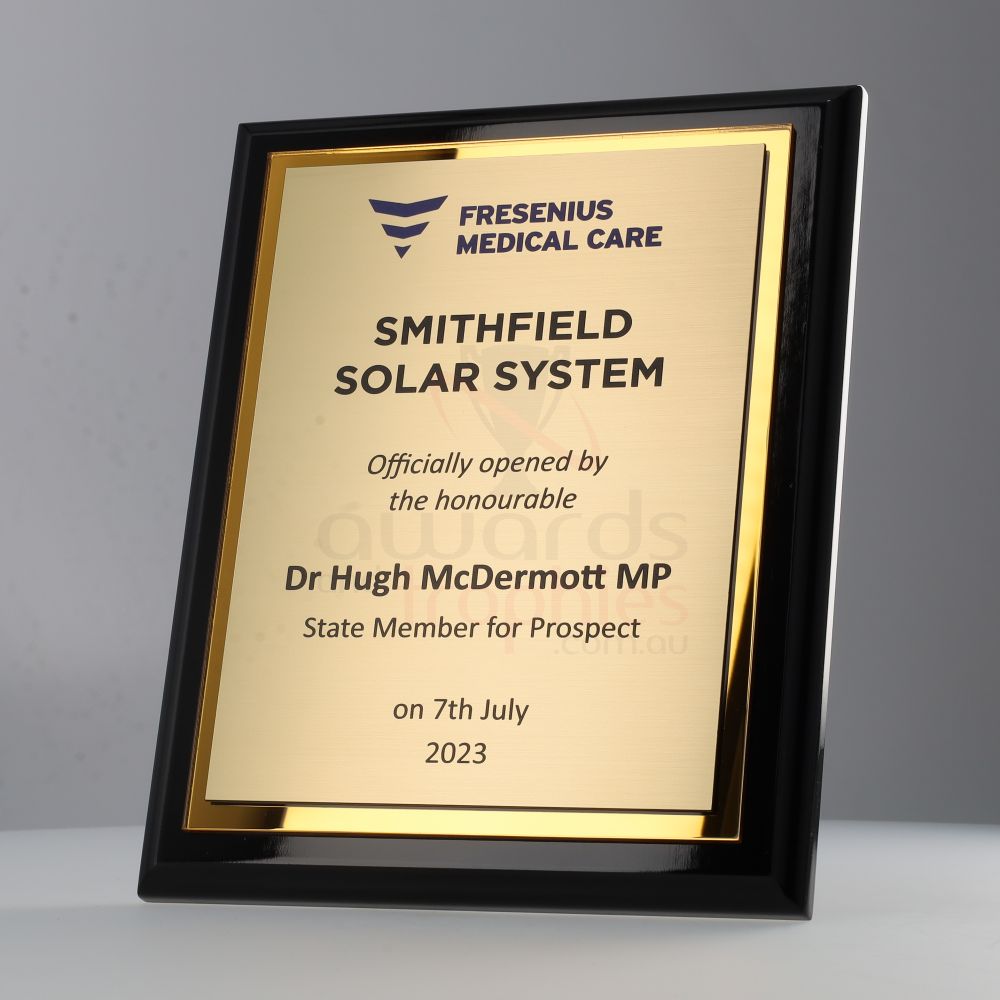 FRESENIUS
MEDICAL CARE
SMITHFIELD
SOLAR SYSTEM
Officially opened by
the honourable
awards
Dr Hugh McDermott MP
trophies
State Member for Prospect
.com.au
on 7th July
2023